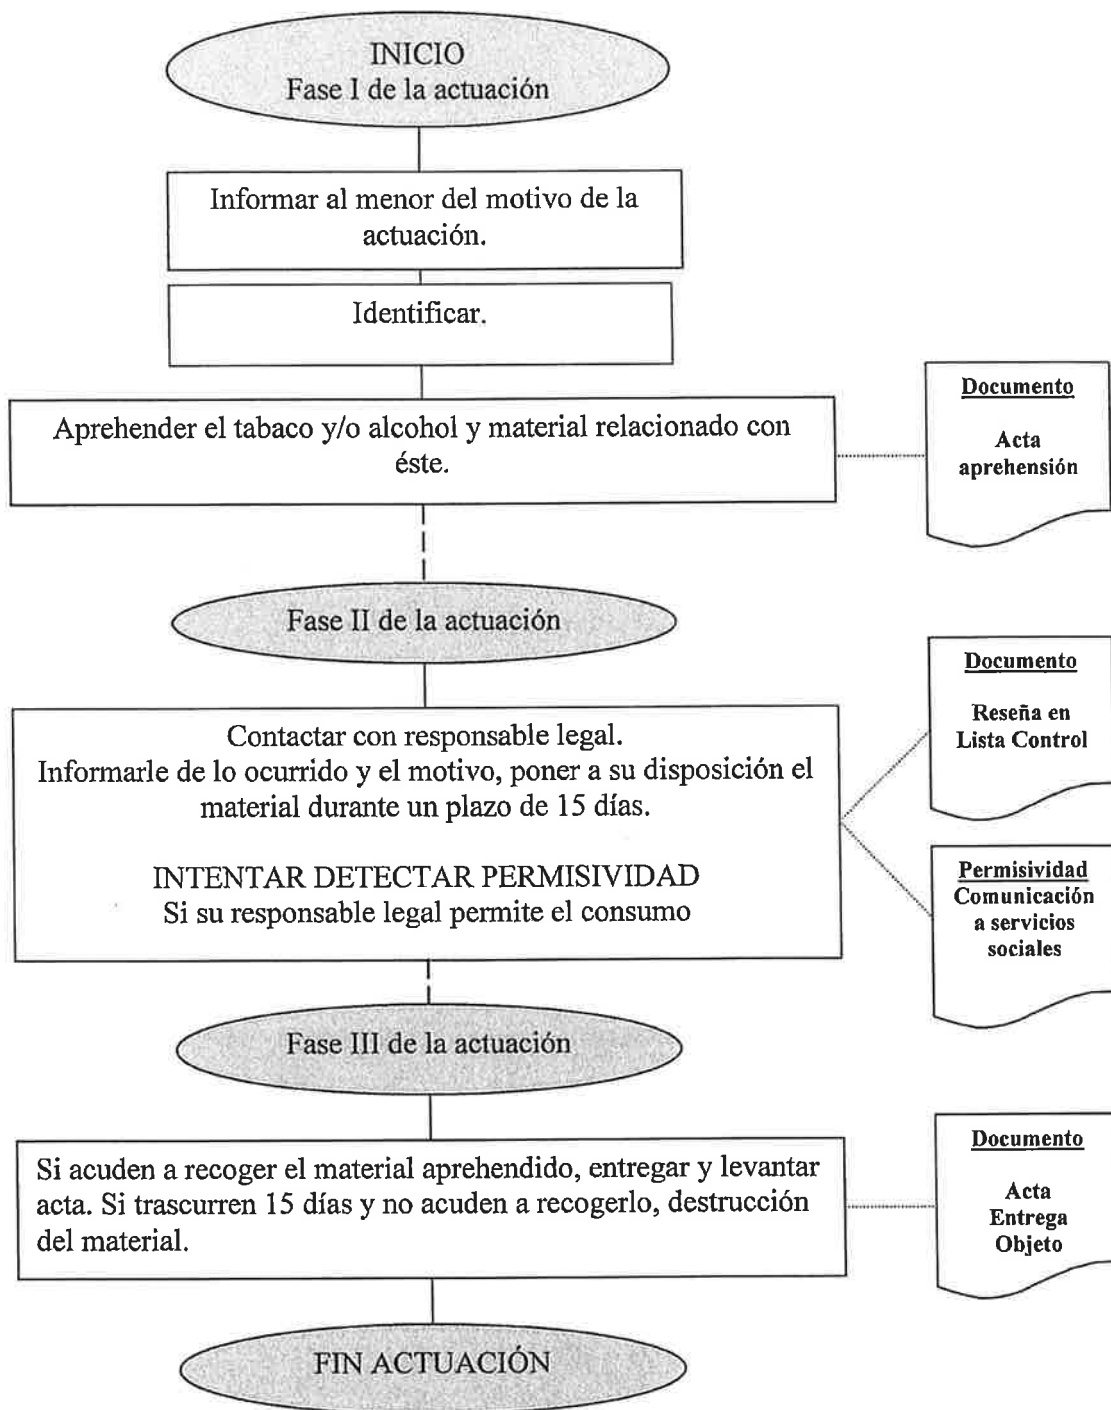 INICIO
Fase I de la actuación
Informar al menor del motivo de la
actuación.
Identificar.
Aprehender el tabaco y/o alcohol y material relacionado con
éste.
Documento
Acta
aprehensión
Fase II de la actuación
Contactar con responsable legal.
Informarle de lo ocurrido y el motivo, poner a su disposición el
material durante un plazo de 15 días.
INTENTAR DETECTAR PERMISIVIDAD
Si su responsable legal permite el consumo
Documento
Reseña en
Lista Control
Permisividad
Comunicación
a servicios
sociales
Fase III de la actuación
Si acuden a recoger el material aprehendido, entregar y levantar
acta. Si trascurren 15 días y no acuden a recogerlo, destrucción
del material.
Documento
Acta
Entrega
Objeto
FIN ACTUACIÓN